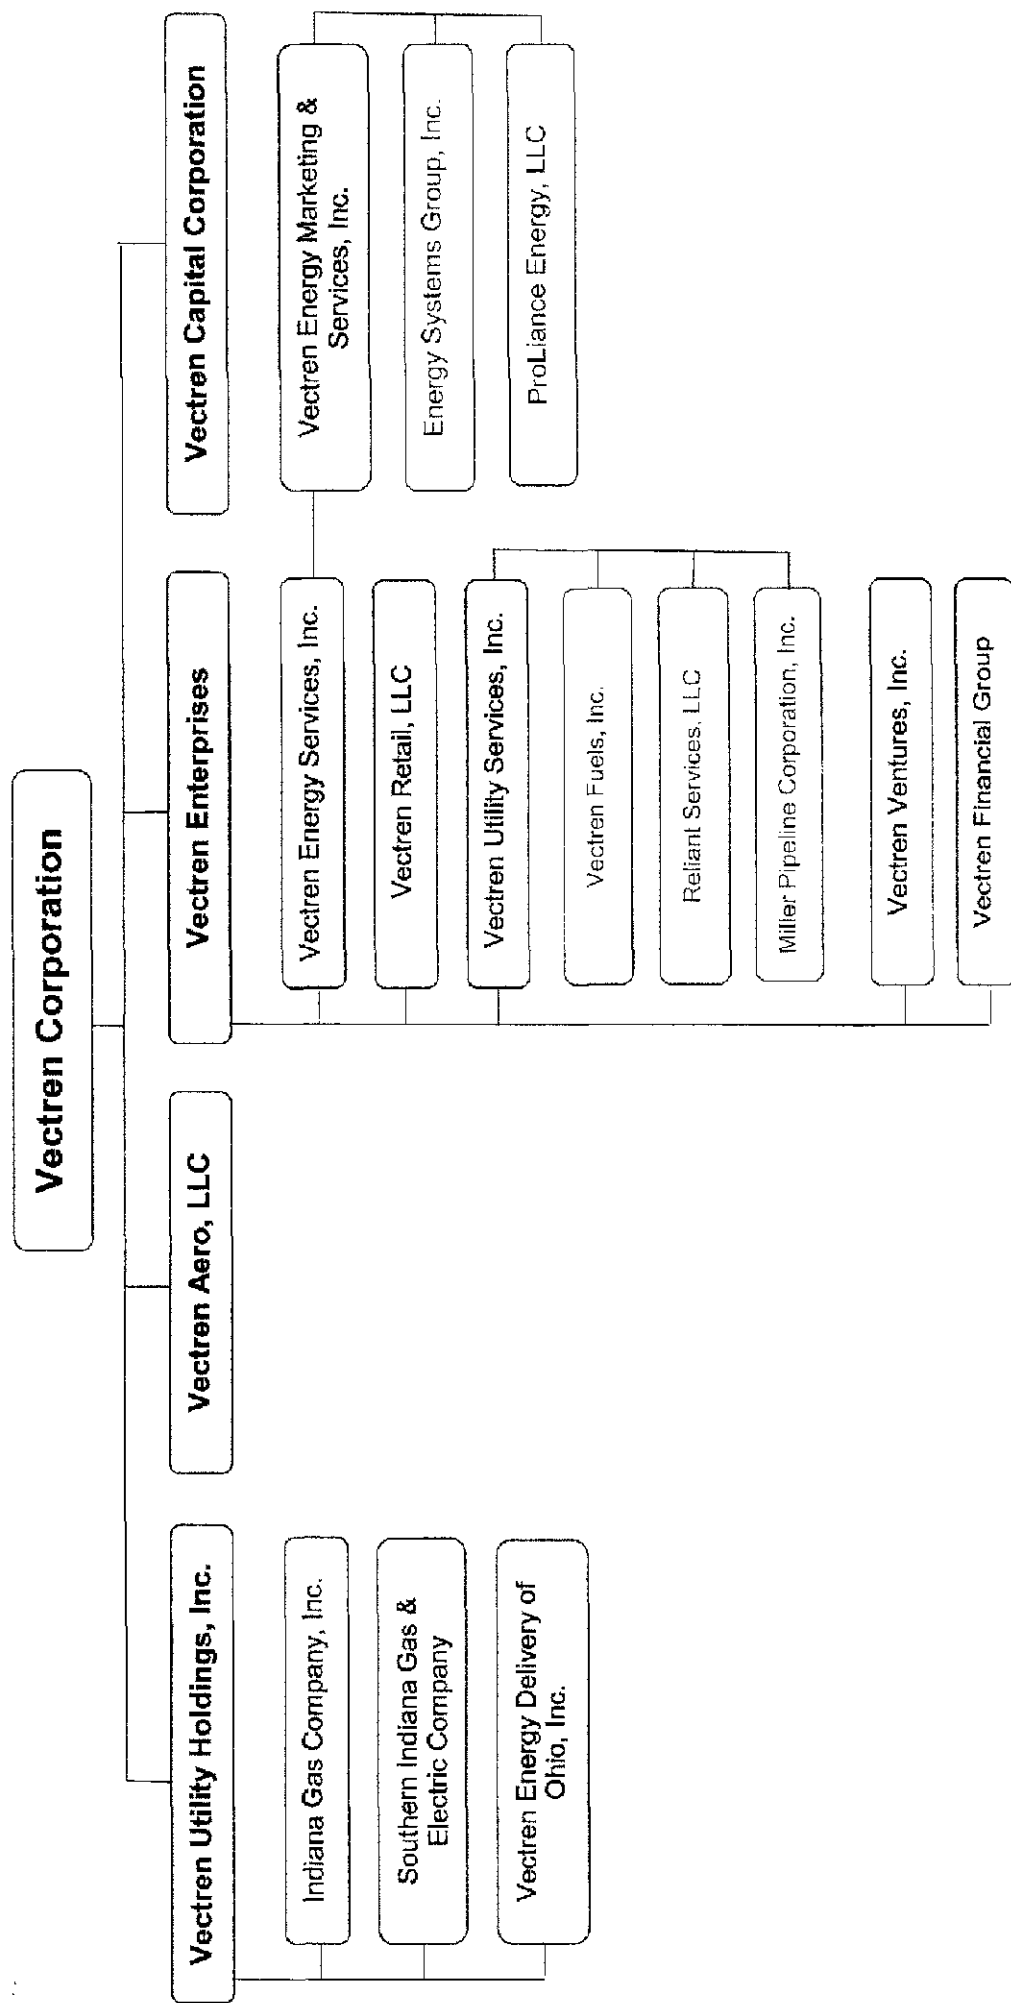 Vectren Corporation
Vectren Utility Holdings, Inc.
Vectren Aero, LLC
Vectren Enterprises
Vectren Capital Corporation
Indiana Gas Company, Inc.
Southern Indiana Gas &
Electric Company
Vectren Energy Delivery of
Ohio, Inc.
Vectren Energy Services, Inc.
Vectren Retail, LLC
Vectren Utility Services, Inc.
Vectren Fuels, Inc.
Reliant Services, LLC
Miller Pipeline Corporation, Inc.
Vectren Ventures, Inc.
Vectren Financial Group
Vectren Energy Marketing &
Services, Inc.
Energy Systems Group, Inc.
ProLiance Energy, LLC